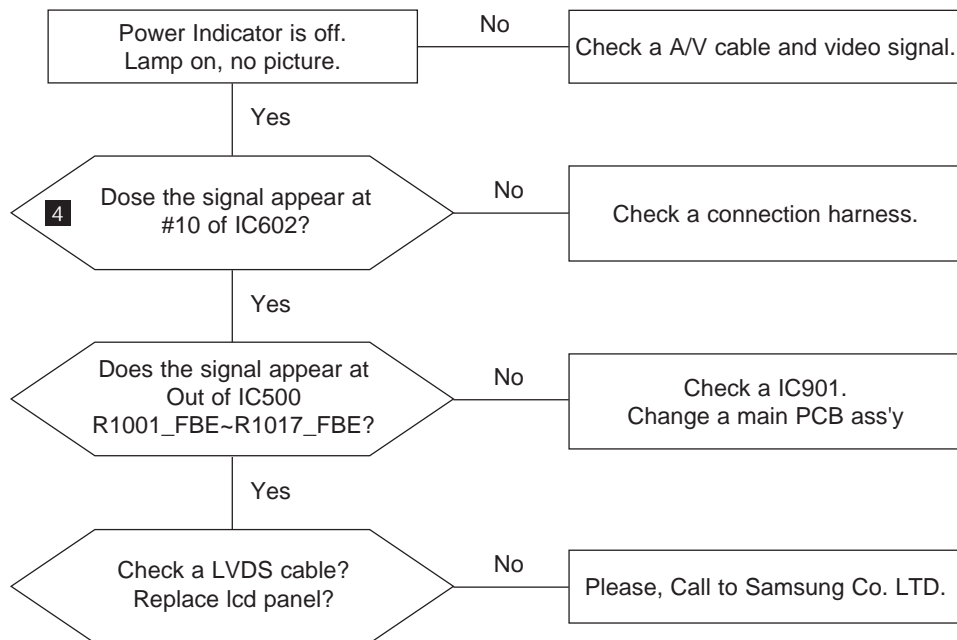 Power Indicator is off.
Lamp on, no picture.
No
Check a A/V cable and video signal.
Yes
4
Dose the signal appear at
#10 of IC602?
No
Check a connection harness.
Yes
Does the signal appear at
Out of IC500
R1001_FBE~R1017_FBE?
No
Check a IC901.
Change a main PCB ass'y
Yes
Check a LVDS cable?
Replace lcd panel?
No
Please, Call to Samsung Co. LTD.